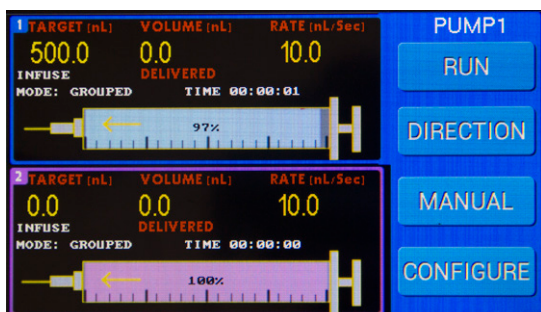 1 TARGET (nL) VOLUME (nL) RATE (nL/Sec)
500.0 0.0 10.0
INFUSE DELIVERED
MODE: GROUPED TIME 00:00:01
97%
2 TARGET (nL) VOLUME (nL) RATE (nL/Sec)
0.0 0.0 10.0
INFUSE DELIVERED
MODE: GROUPED TIME 00:00:00
100%
PUMP1
RUN
DIRECTION
MANUAL
CONFIGURE